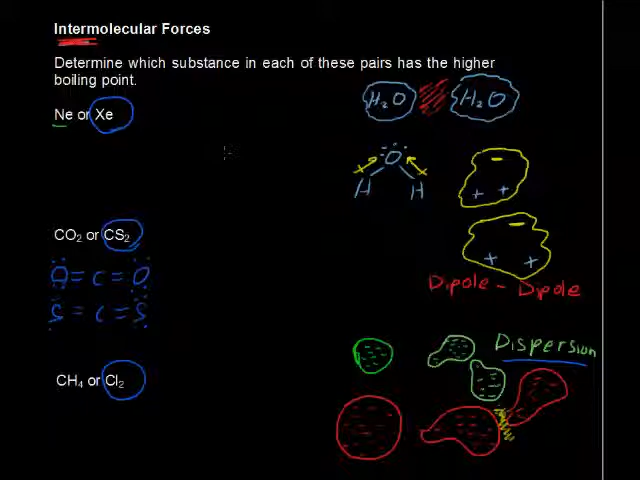 Intermolecular Forces
Determine which substance in each of these pairs has the higher
boiling point.
H₂O H₂O
Ne or Xe
O
H H
CO₂ or CS₂
O = C = O
Dipole - Dipole
S = C = S
Dispersion
CH₄ or Cl₂